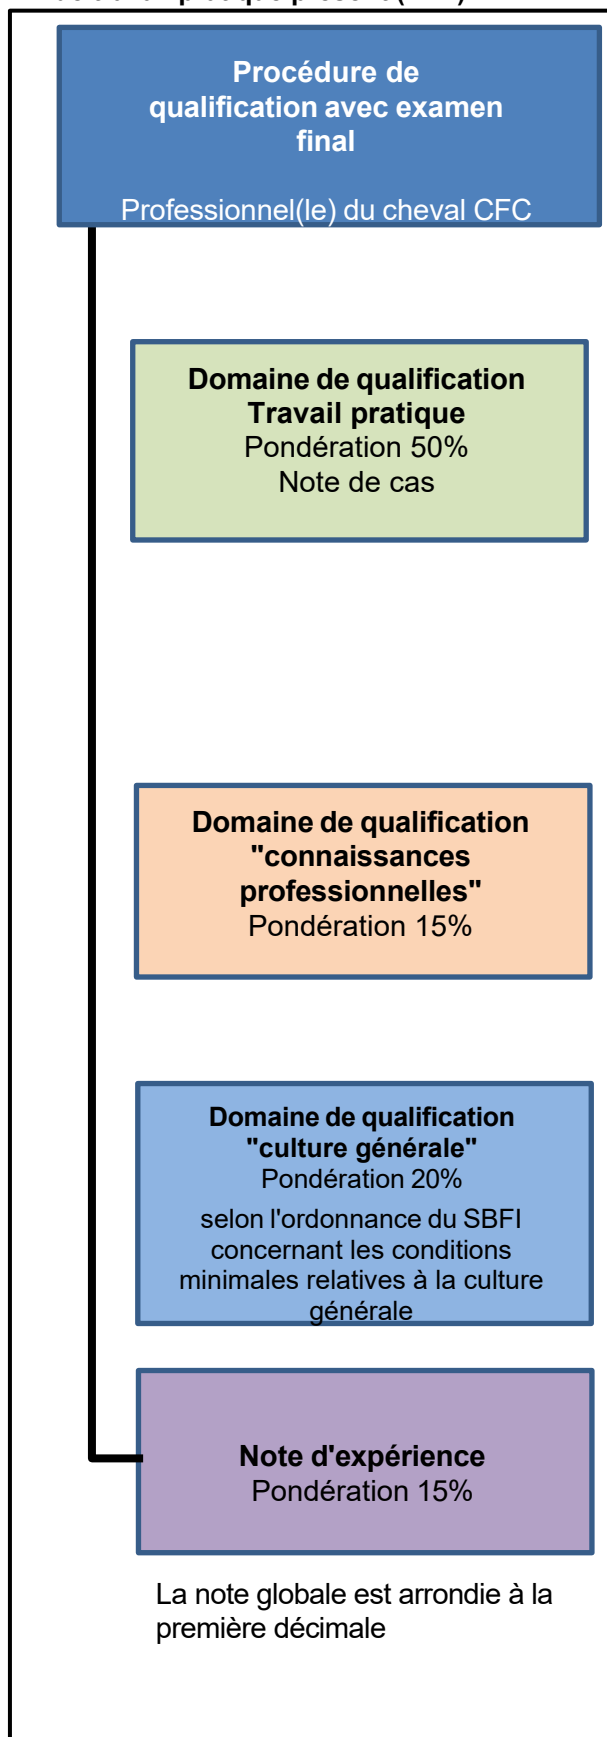 Procédure de
qualification avec examen
final
Professionnel(le) du cheval CFC
Domaine de qualification
Travail pratique
Pondération 50%
Note de cas
Domaine de qualification
"connaissances
professionnelles"
Pondération 15%
Domaine de qualification
"culture générale"
Pondération 20%
selon l'ordonnance du SBFI
concernant les conditions
minimales relatives à la culture
générale
Note d'expérience
Pondération 15%
La note globale est arrondie à la
première décimale